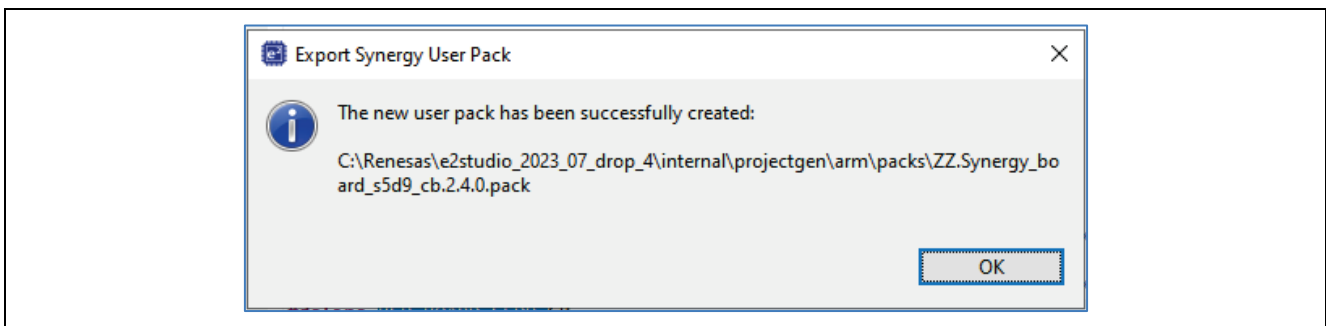 Export Synergy User Pack
The new user pack has been successfully created:
C:\Renesas\e2studio_2023_07_drop_4\internal\projectgen\arm\packs\ZZ.Synergy_bo
ard_s5d9_cb.2.4.0.pack
OK